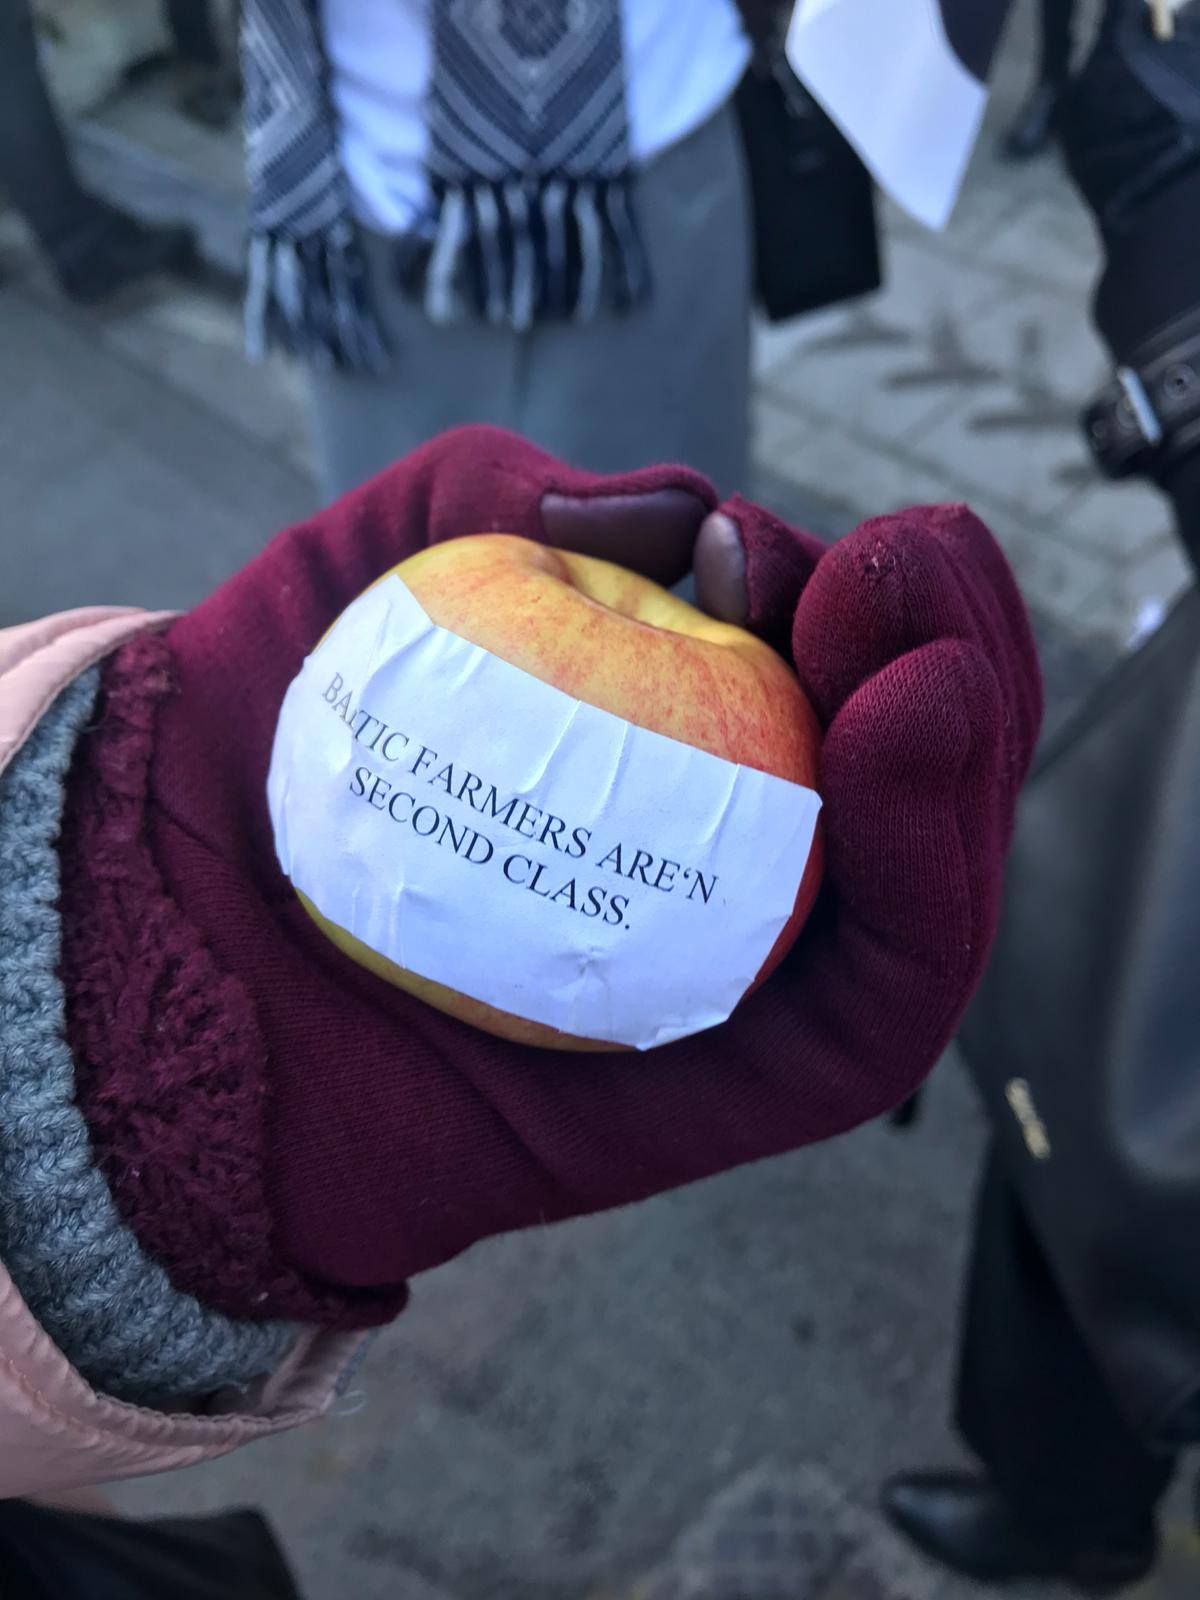 BALTIC FARMERS ARE‘N
SECOND CLASS.